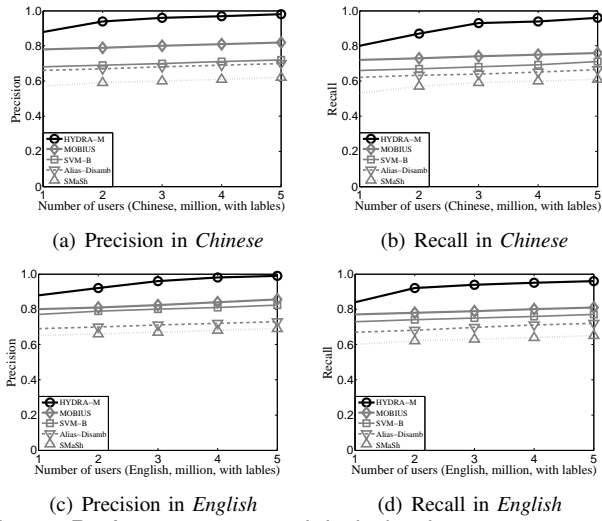 1.0
0.8
0.6
0.4
0.2
0
Precision
HYDRA-M
MOBIUS
SVM-B
Alias-Disamb
SMaSh
1 2 3 4 5
Number of users (Chinese, million, with lables)
(a) Precision in Chinese
1.0
0.8
0.6
0.4
0.2
0
Recall
HYDRA-M
MOBIUS
SVM-B
Alias-Disamb
SMaSh
1 2 3 4 5
Number of users (Chinese, million, with lables)
(b) Recall in Chinese
1.0
0.8
0.6
0.4
0.2
0
Precision
HYDRA-M
MOBIUS
SVM-B
Alias-Disamb
SMaSh
1 2 3 4 5
Number of users (English, million, with lables)
(c) Precision in English
1.0
0.8
0.6
0.4
0.2
0
Recall
HYDRA-M
MOBIUS
SVM-B
Alias-Disamb
SMaSh
1 2 3 4 5
Number of users (English, million, with lables)
(d) Recall in English